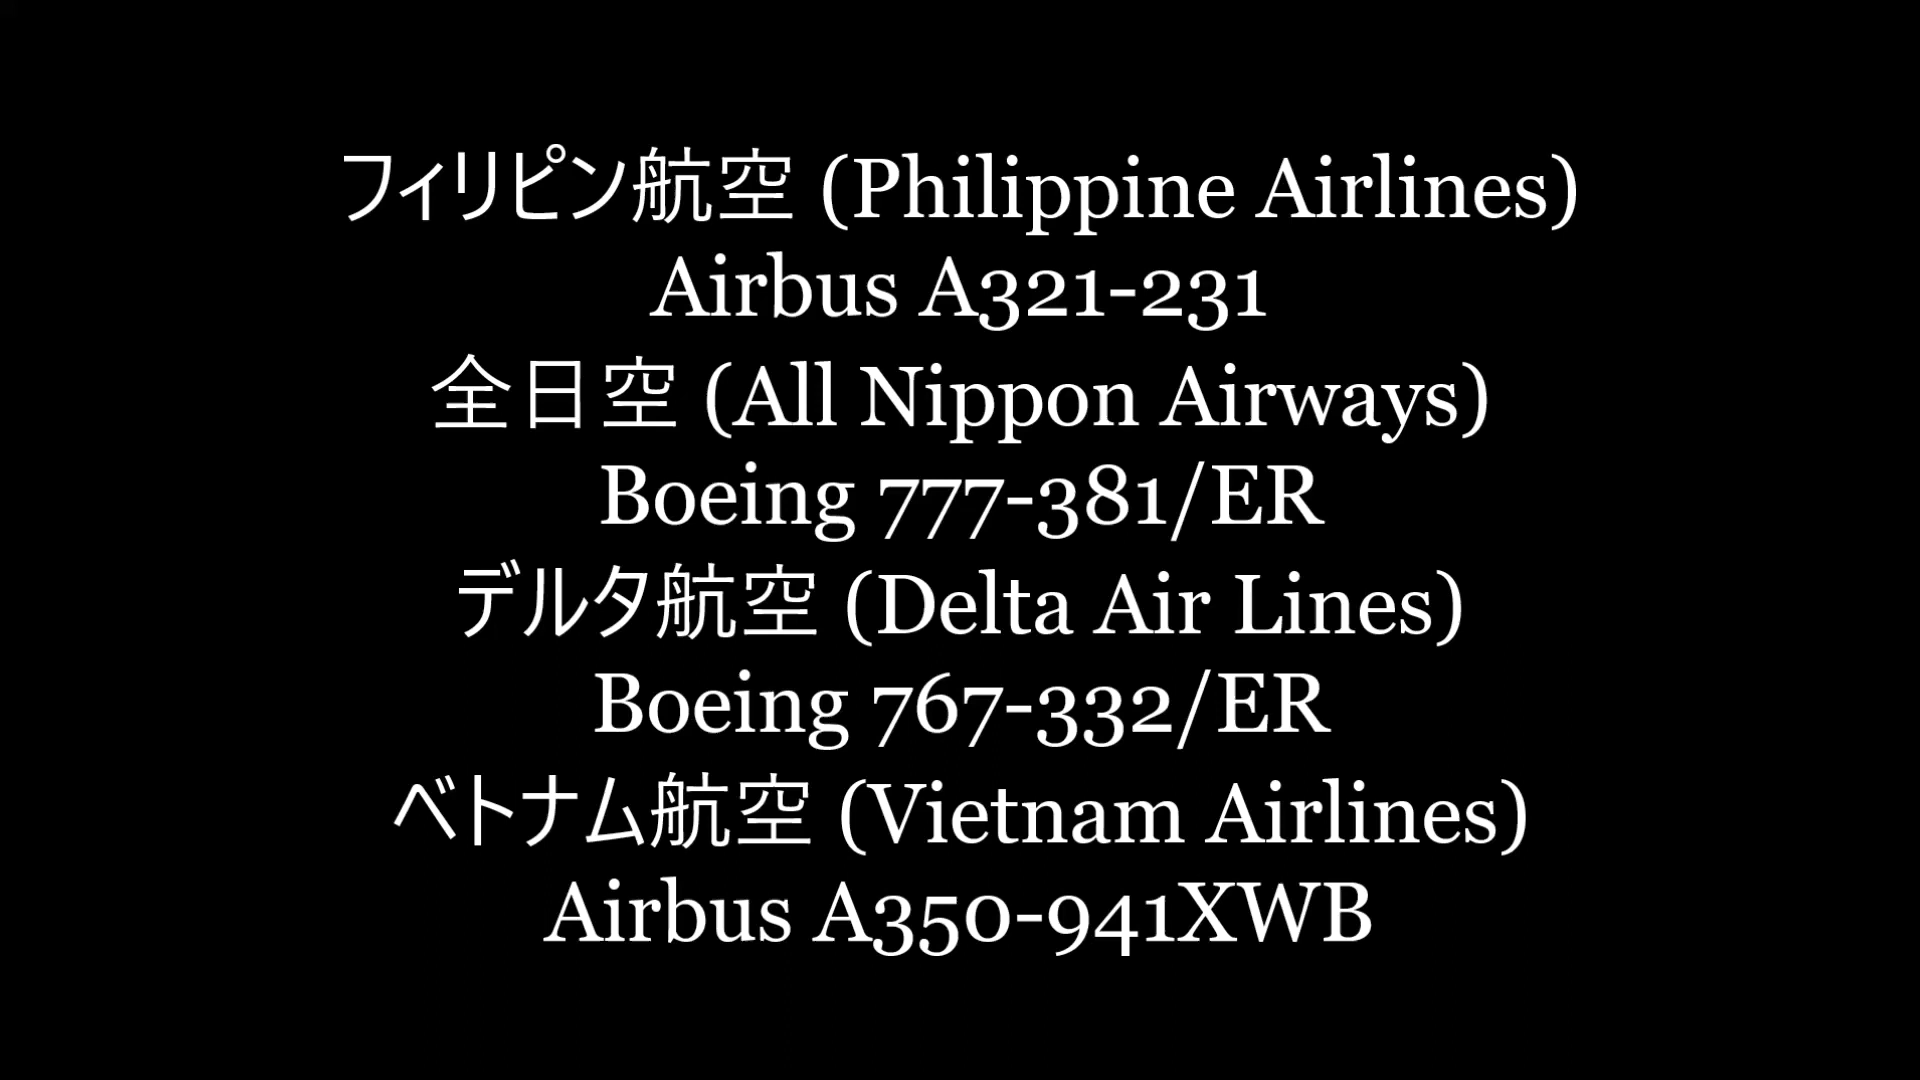 フィリピン航空 (Philippine Airlines)
Airbus A321-231
全日空 (All Nippon Airways)
Boeing 777-381/ER
デルタ航空 (Delta Air Lines)
Boeing 767-332/ER
ベトナム航空 (Vietnam Airlines)
Airbus A350-941XWB